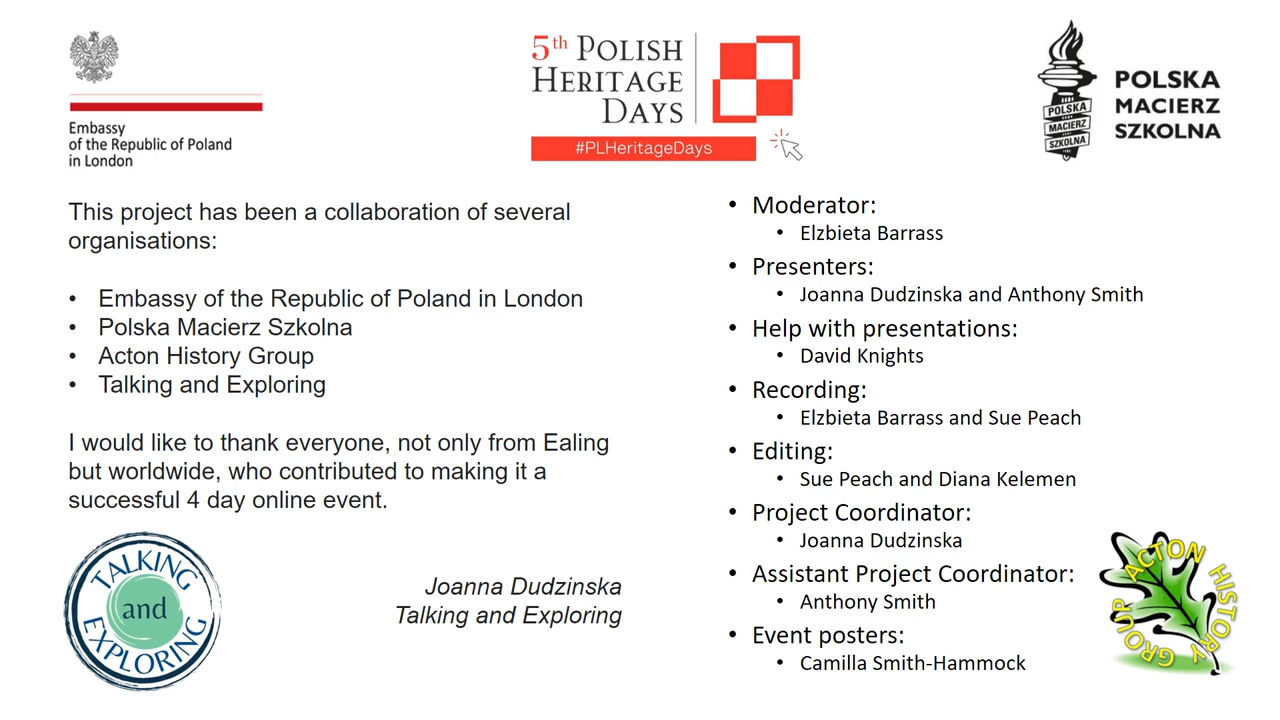 Embassy
of the Republic of Poland
in London
5th POLISH
HERITAGE
DAYS
#PLHeritageDays
POLSKA
MACIERZ
SZKOLNA
POLSKA
MACIERZ
SZKOLNA
This project has been a collaboration of several
organisations:
• Embassy of the Republic of Poland in London
• Polska Macierz Szkolna
• Acton History Group
• Talking and Exploring
I would like to thank everyone, not only from Ealing
but worldwide, who contributed to making it a
successful 4 day online event.
TALKING
and
EXPLORING
Joanna Dudzinska
Talking and Exploring
• Moderator:
• Elzbieta Barrass
• Presenters:
• Joanna Dudzinska and Anthony Smith
• Help with presentations:
• David Knights
• Recording:
• Elzbieta Barrass and Sue Peach
• Editing:
• Sue Peach and Diana Kelemen
• Project Coordinator:
• Joanna Dudzinska
• Assistant Project Coordinator:
• Anthony Smith
• Event posters:
• Camilla Smith-Hammock
ACTON HISTORY GROUP